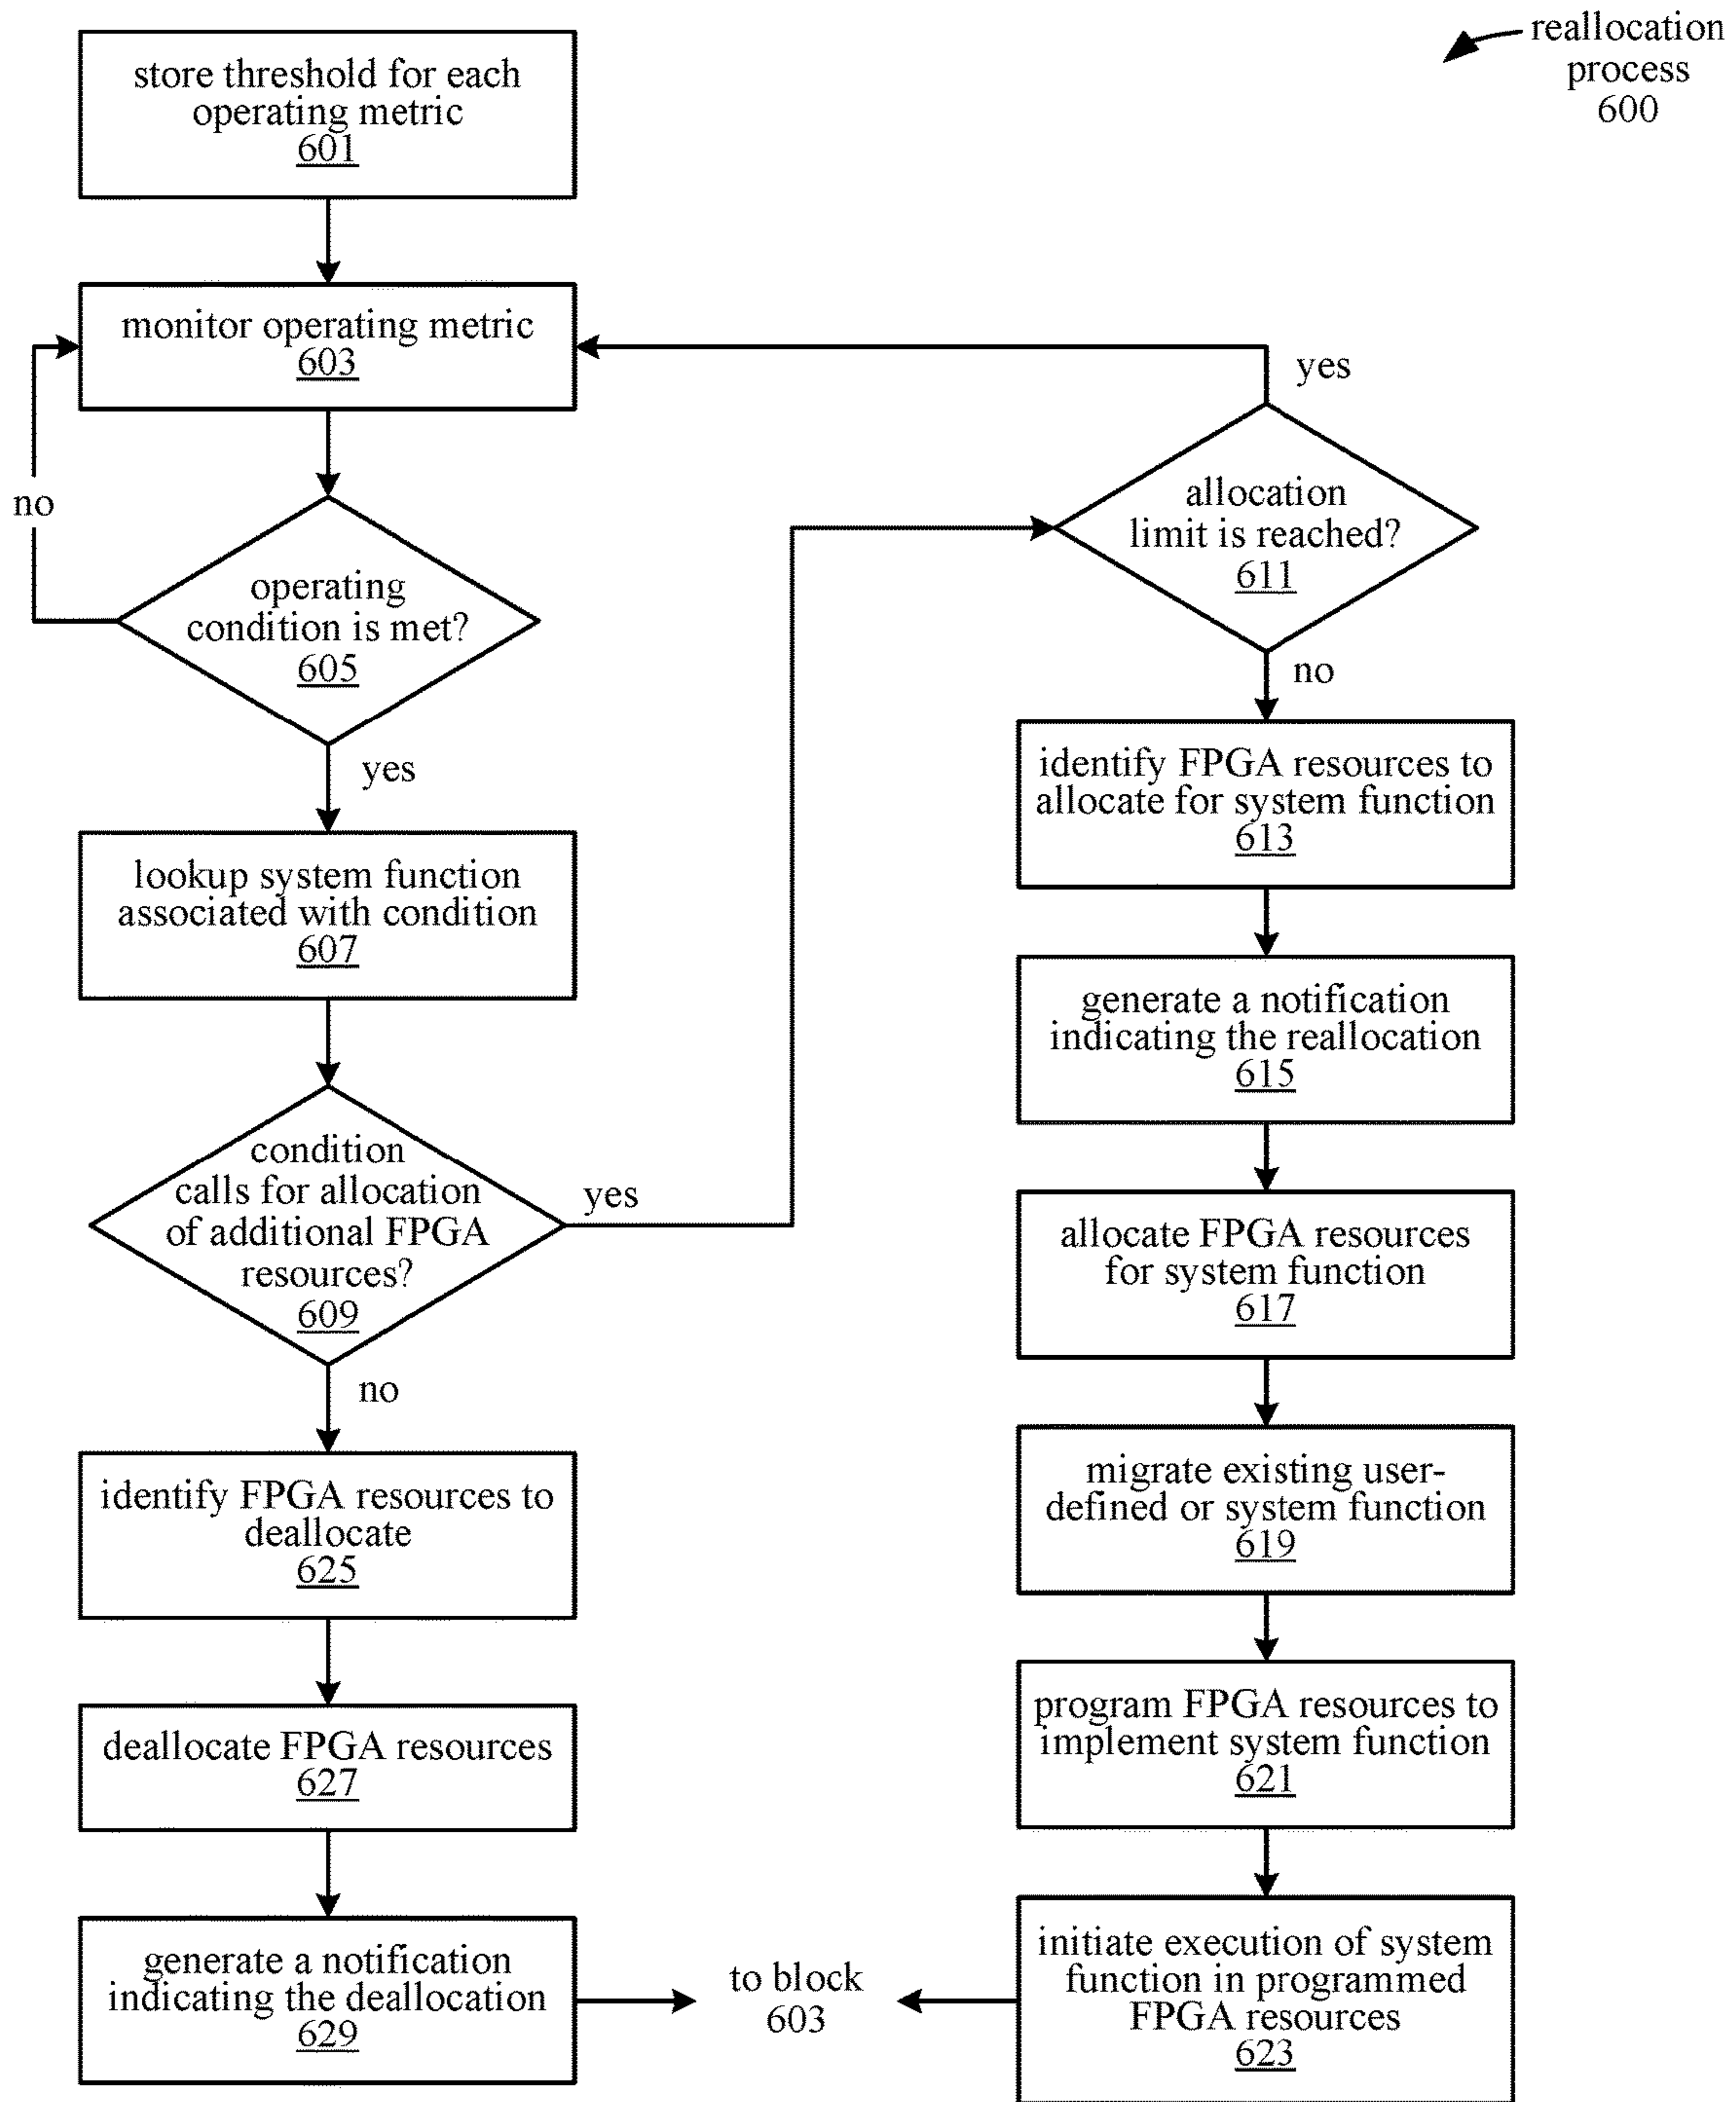 reallocation
process
600
store threshold for each
operating metric
601
monitor operating metric
603
no
operating
condition is met?
605
yes
lookup system function
associated with condition
607
condition
calls for allocation
of additional FPGA
resources?
609
yes
no
identify FPGA resources to
deallocate
625
deallocate FPGA resources
627
generate a notification
indicating the deallocation
629
to block
603
yes
allocation
limit is reached?
611
no
identify FPGA resources to
allocate for system function
613
generate a notification
indicating the reallocation
615
allocate FPGA resources
for system function
617
migrate existing user-
defined or system function
619
program FPGA resources to
implement system function
621
initiate execution of system
function in programmed
FPGA resources
623